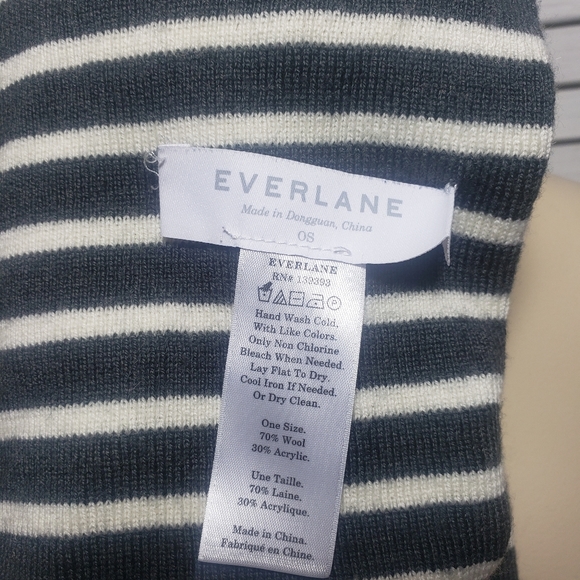 EVERLANE
Made in Dongguan, China
OS
EVERLANE
RN# 139393
Hand Wash Cold,
With Like Colors.
Only Non Chlorine
Bleach When Needed.
Lay Flat To Dry.
Cool Iron If Needed.
Or Dry Clean.
One Size.
70% Wool
30% Acrylic.
Une Taille.
70% Laine.
30% Acrylique.
Made in China.
Fabriqué en Chine.